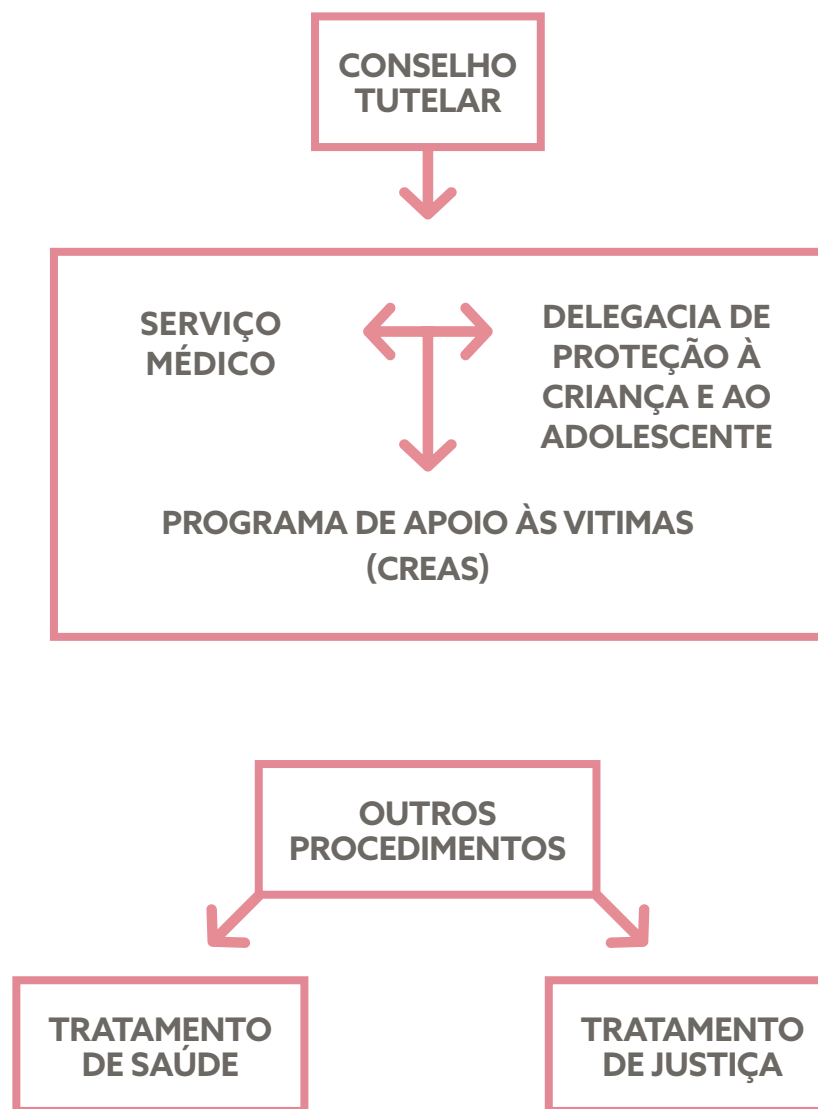 CONSELHO
TUTELAR
SERVIÇO
MÉDICO
DELEGACIA DE
PROTEÇÃO À
CRIANÇA E AO
ADOLESCENTE
PROGRAMA DE APOIO ÀS VITIMAS
(CREAS)
OUTROS
PROCEDIMENTOS
TRATAMENTO
DE SAÚDE
TRATAMENTO
DE JUSTIÇA